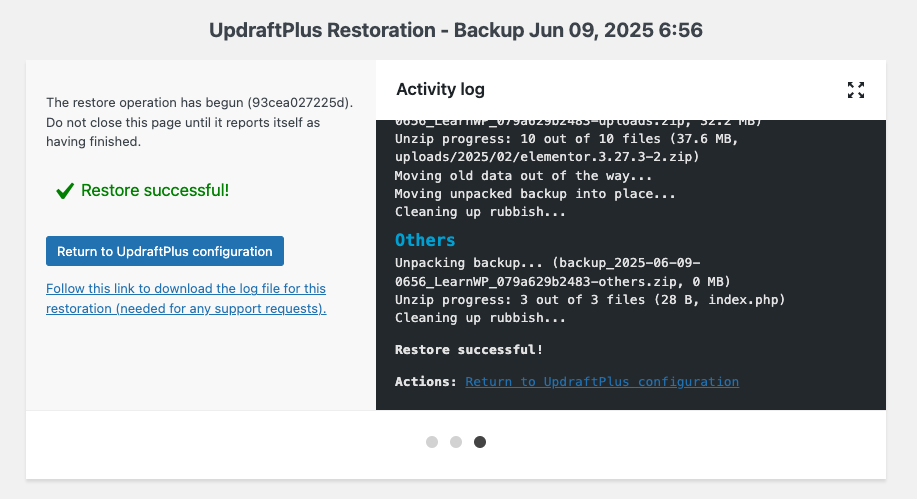 UpdraftPlus Restoration - Backup Jun 09, 2025 6:56
The restore operation has begun (93cea027225d).
Do not close this page until it reports itself as
having finished.
Restore successful!
Return to UpdraftPlus configuration
Follow this link to download the log file for this
restoration (needed for any support requests).
Activity log
0656_LearnWP_079a629b2483-uploads.zip, 32.2 MB)
Unzip progress: 10 out of 10 files (37.6 MB,
uploads/2025/02/elementor.3.27.3-2.zip)
Moving old data out of the way...
Moving unpacked backup into place...
Cleaning up rubbish...
Others
Unpacking backup... (backup_2025-06-09-
0656_LearnWP_079a629b2483-others.zip, 0 MB)
Unzip progress: 3 out of 3 files (28 B, index.php)
Cleaning up rubbish...
Restore successful!
Actions: Return to UpdraftPlus configuration